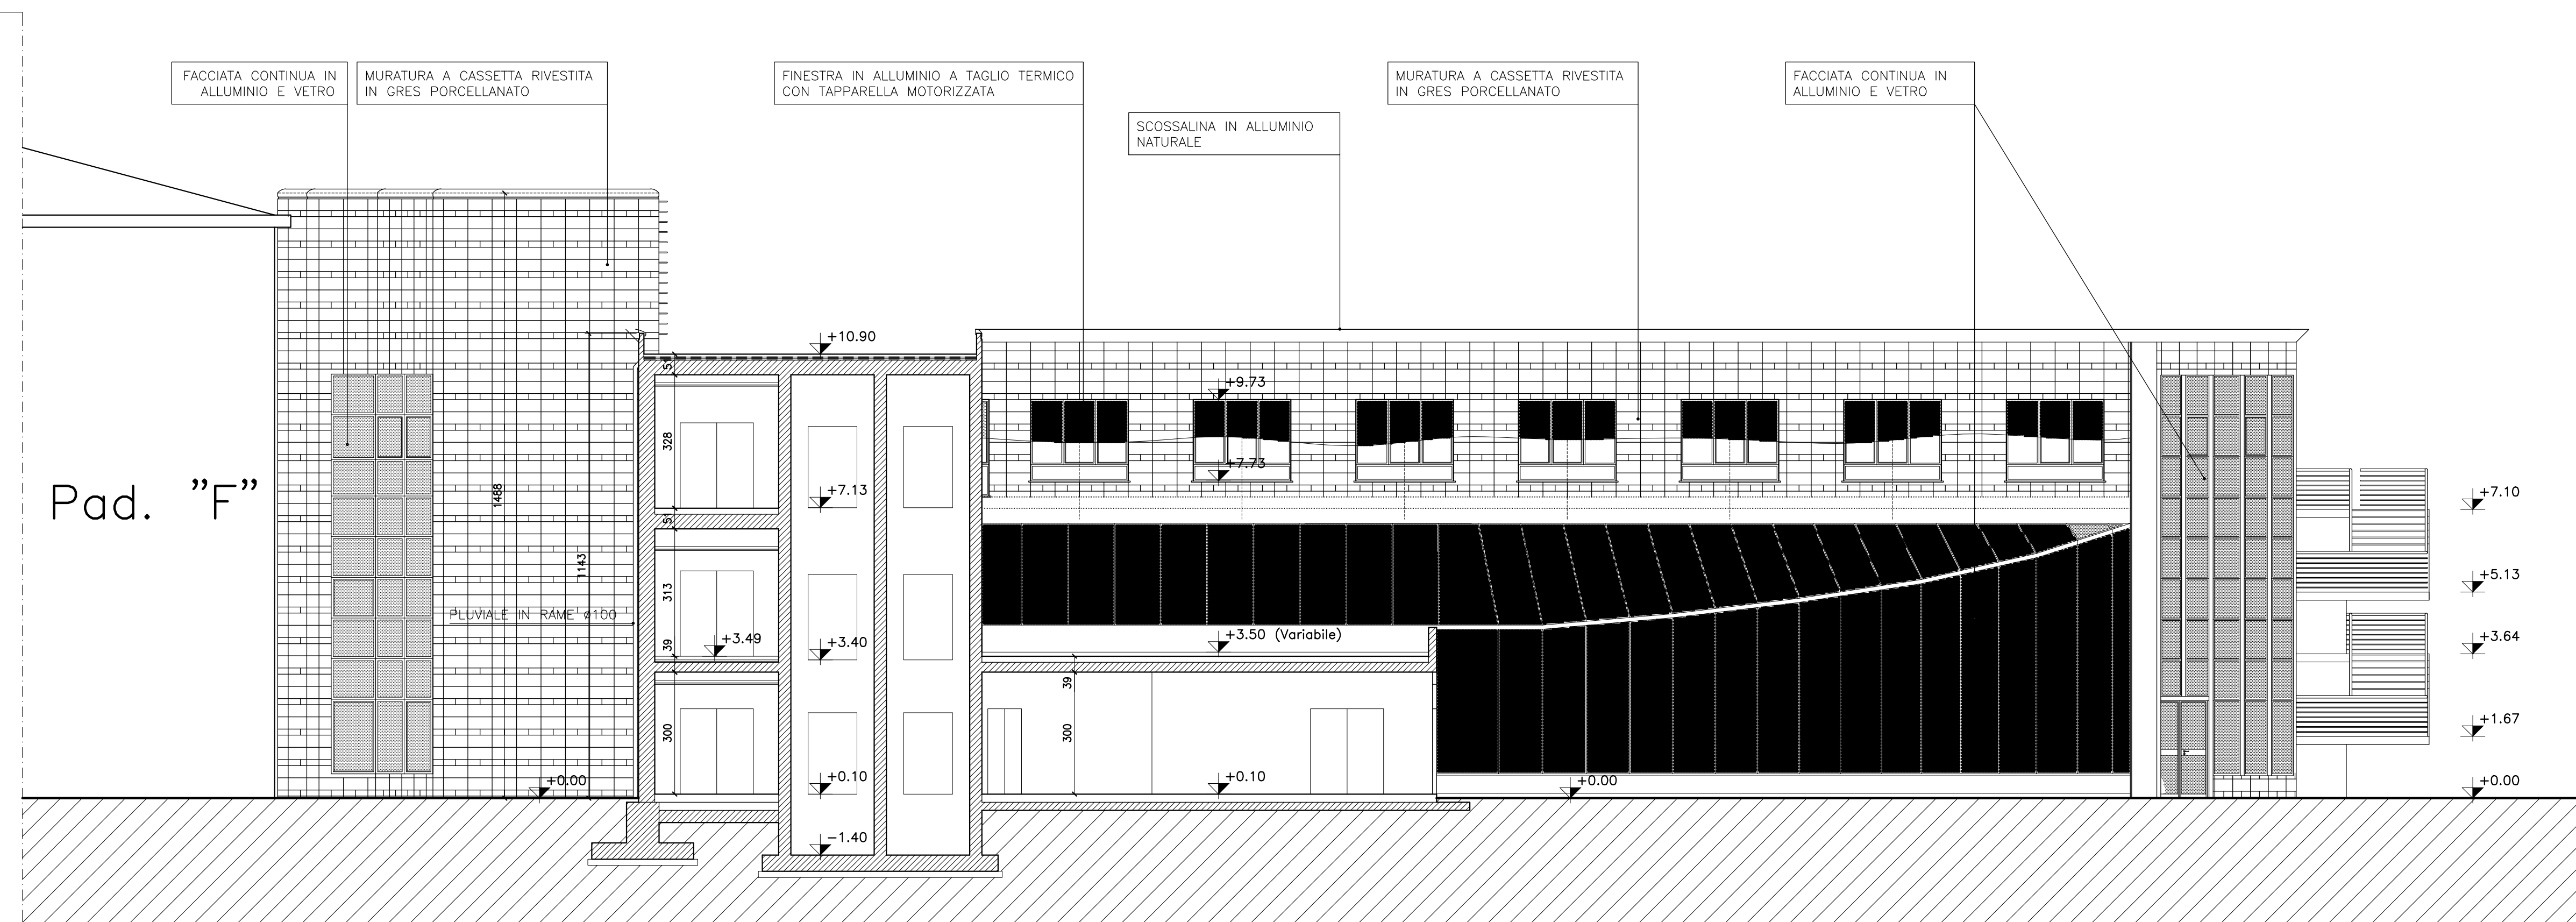 FACCIATA CONTINUA IN
ALLUMINIO E VETRO
MURATURA A CASSETTA RIVESTITA
IN GRES PORCELLANATO
FINESTRA IN ALLUMINIO A TAGLIO TERMICO
CON TAPPARELLA MOTORIZZATA
SCOSSALINA IN ALLUMINIO
NATURALE
MURATURA A CASSETTA RIVESTITA
IN GRES PORCELLANATO
FACCIATA CONTINUA IN
ALLUMINIO E VETRO
Pad. "F"
PLUVIALE IN RAME ø100
1488
1143
+0.00
51
328
51
313
39
300
+10.90
+7.13
+3.49
+3.40
+0.10
-1.40
+9.73
+7.73
+3.50 (Variabile)
39
300
+0.10
+0.00
+7.10
+5.13
+3.64
+1.67
+0.00